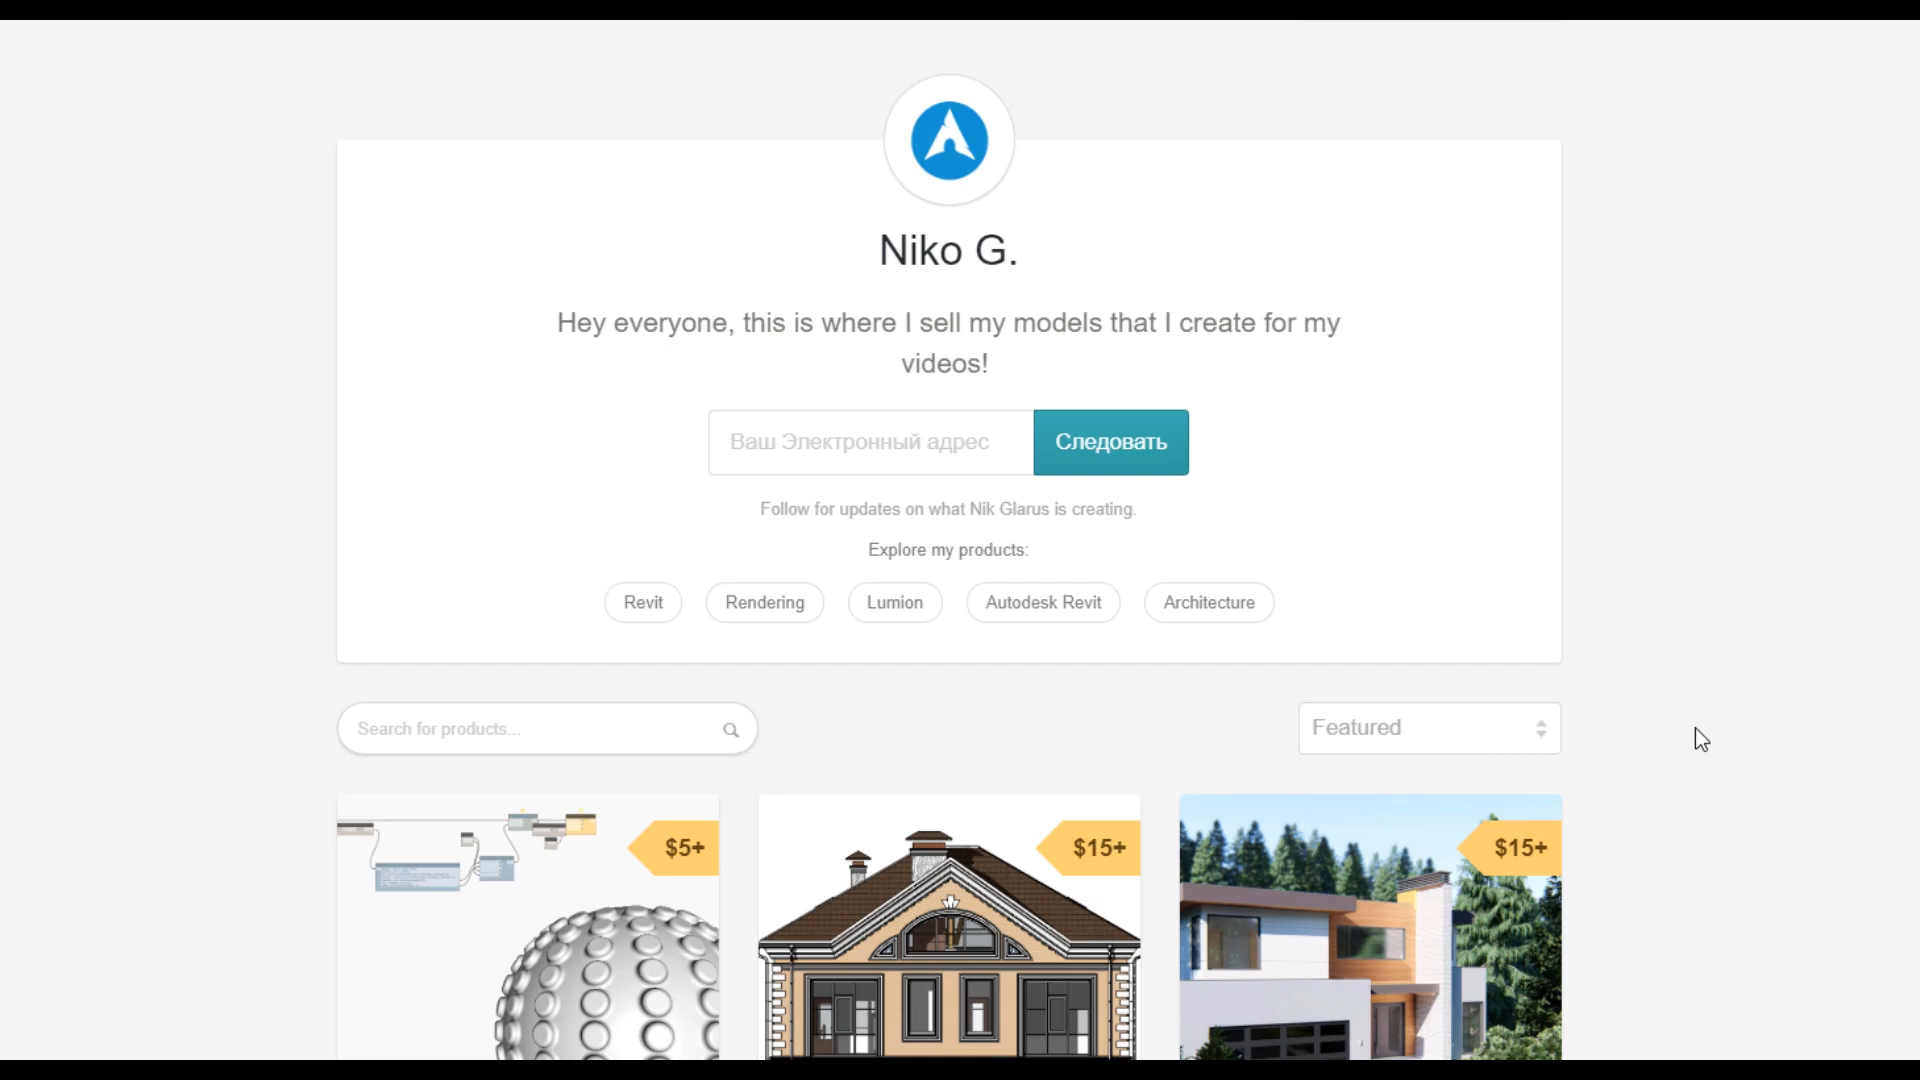 Niko G.
Hey everyone, this is where I sell my models that I create for my
videos!
Ваш Электронный адрес
Следовать
Follow for updates on what Nik Glarus is creating.
Explore my products:
Revit
Rendering
Lumion
Autodesk Revit
Architecture
Search for products...
Featured
$5+
$15+
$15+